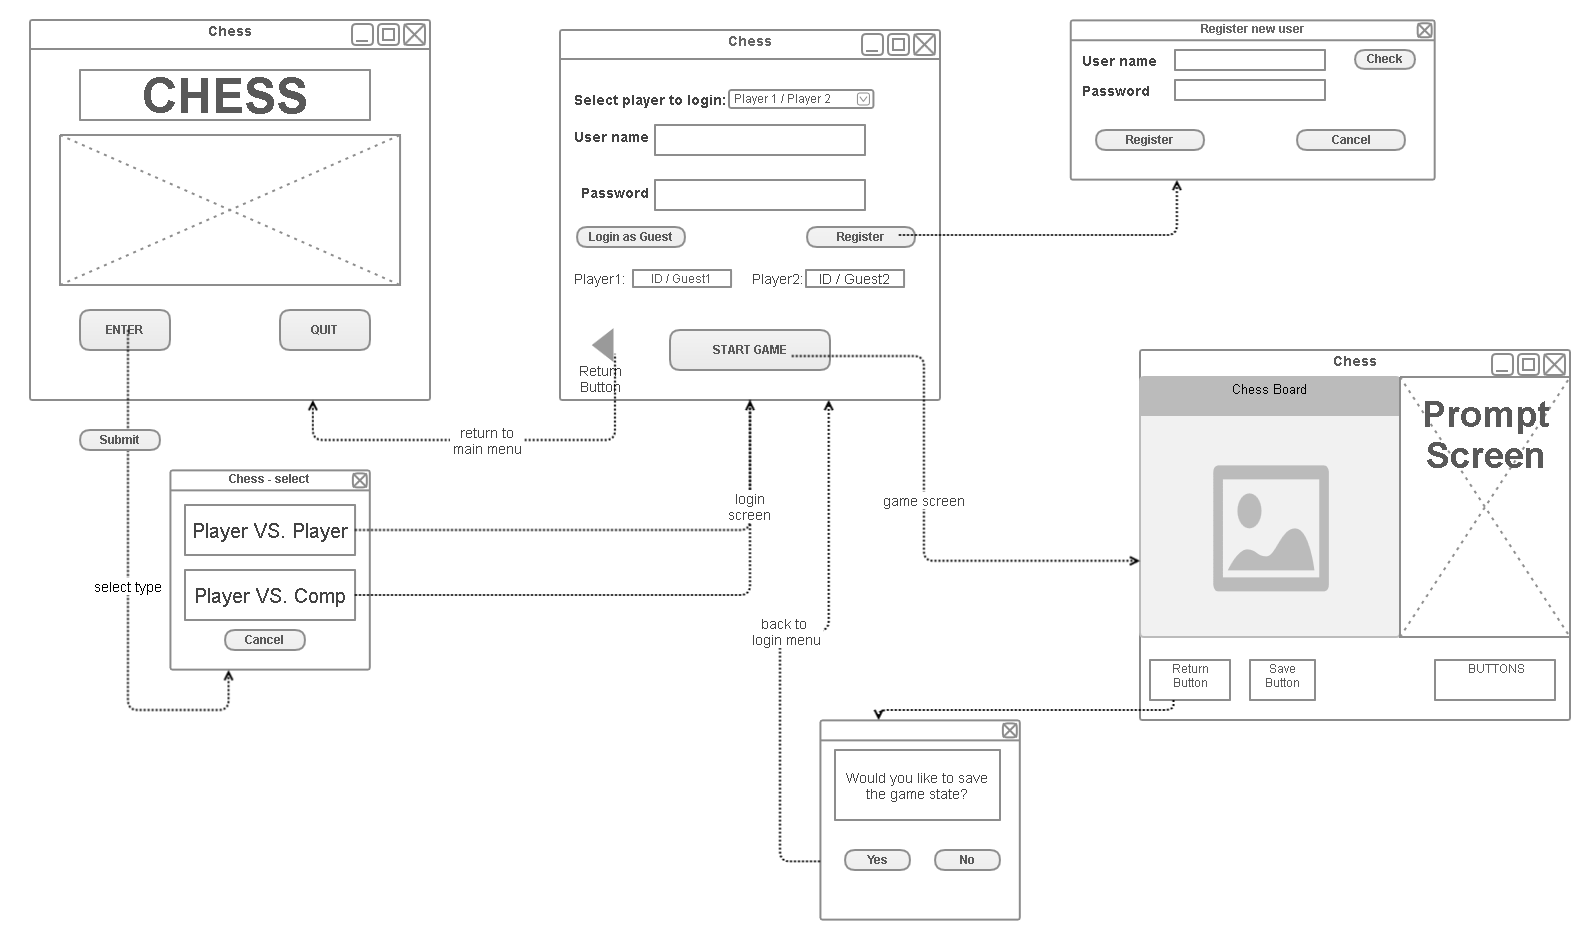 Chess
CHESS
ENTER
QUIT
Submit
select type
Chess - select
Player VS. Player
Player VS. Comp
Cancel
Chess
Select player to login:
Player 1 / Player 2
User name
Password
Login as Guest
Register
Player1:
ID / Guest1
Player2:
ID / Guest2
START GAME
Return
Button
return to
main menu
login
screen
game screen
back to
login menu
Register new user
User name
Check
Password
Register
Cancel
Chess
Chess Board
Prompt
Screen
Return
Button
Save
Button
BUTTONS
Would you like to save
the game state?
Yes
No